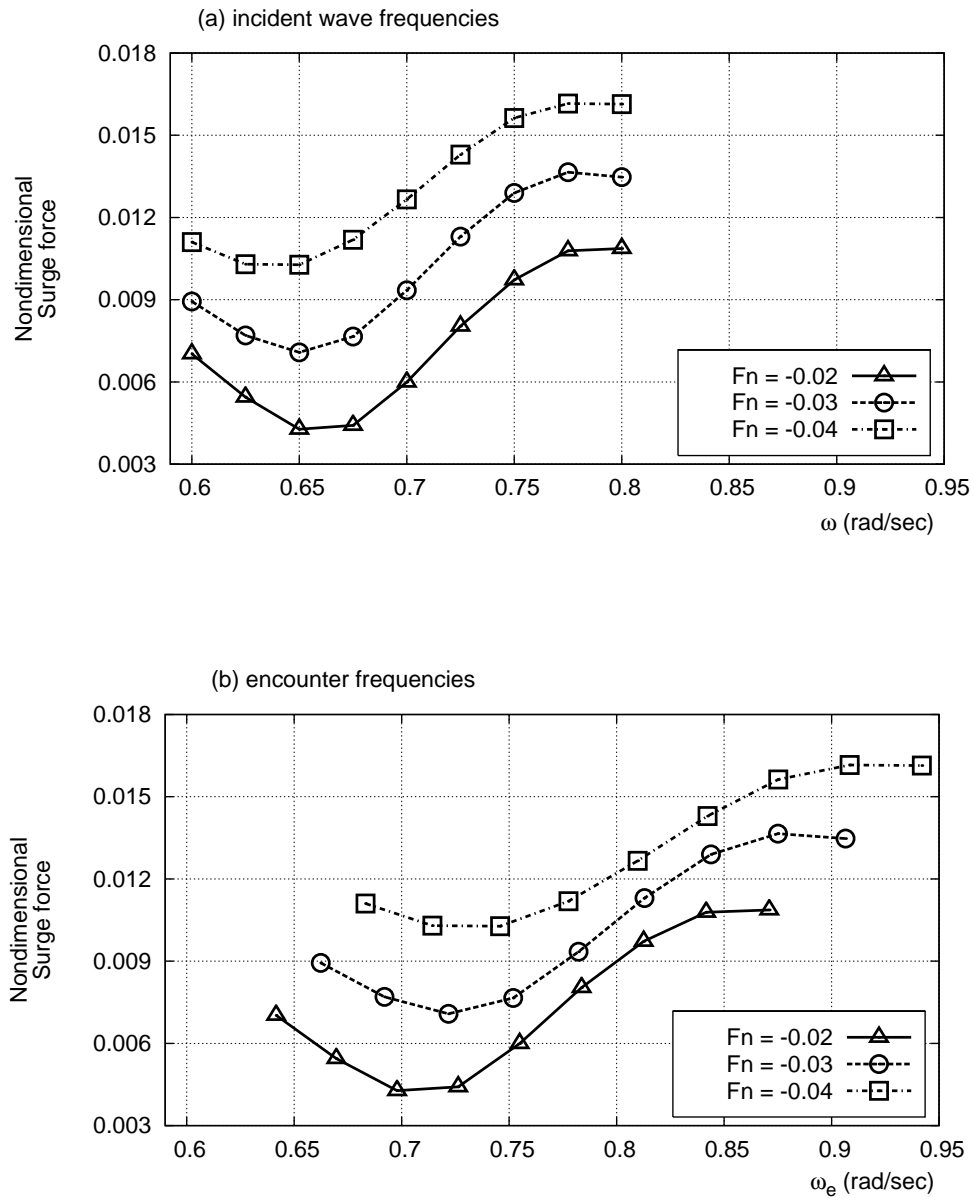 (a) incident wave frequencies
0.018
0.015
0.012
0.009
0.006
0.003
Nondimensional
Surge force
Fn = -0.02
Fn = -0.03
Fn = -0.04
0.6 0.65 0.7 0.75 0.8 0.85 0.9 0.95
ω (rad/sec)
(b) encounter frequencies
0.018
0.015
0.012
0.009
0.006
0.003
Nondimensional
Surge force
Fn = -0.02
Fn = -0.03
Fn = -0.04
0.6 0.65 0.7 0.75 0.8 0.85 0.9 0.95
ωe (rad/sec)